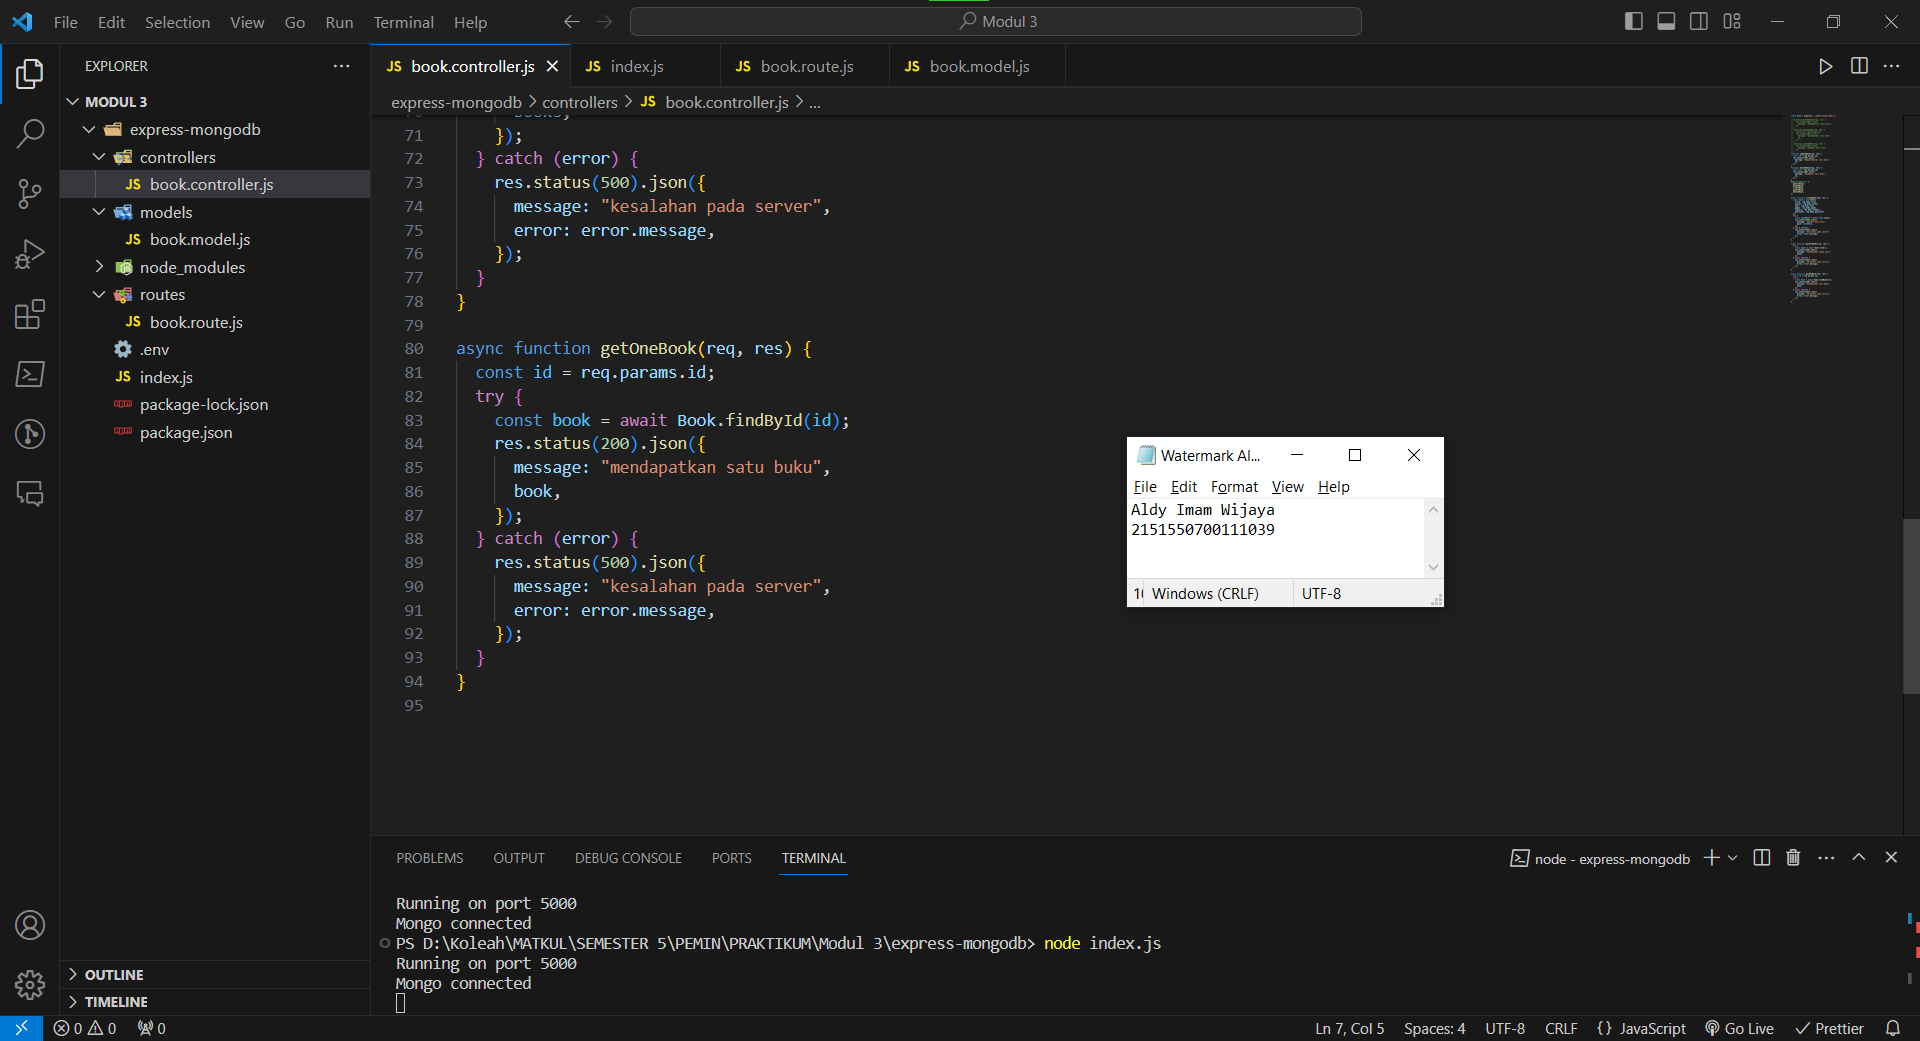 File Edit Selection View Go Run Terminal Help
Modul 3
EXPLORER
MODUL 3
express-mongodb
controllers
JS book.controller.js
models
JS book.model.js
node_modules
routes
JS book.route.js
.env
JS index.js
package-lock.json
package.json
OUTLINE
TIMELINE
JS book.controller.js JS index.js JS book.route.js JS book.model.js
express-mongodb > controllers > JS book.controller.js > ...
71 });
72 } catch (error) {
73 res.status(500).json({
74 message: "kesalahan pada server",
75 error: error.message,
76 });
77 }
78 }
79
80 async function getOneBook(req, res) {
81 const id = req.params.id;
82 try {
83 const book = await Book.findById(id);
84 res.status(200).json({
85 message: "mendapatkan satu buku",
86 book,
87 });
88 } catch (error) {
89 res.status(500).json({
90 message: "kesalahan pada server",
91 error: error.message,
92 });
93 }
94 }
95
Watermark Al...
File Edit Format View Help
Aldy Imam Wijaya
2151550700111039
Windows (CRLF) UTF-8
PROBLEMS OUTPUT DEBUG CONSOLE PORTS TERMINAL
node - express-mongodb
Running on port 5000
Mongo connected
PS D:\Koleah\MATKUL\SEMESTER 5\PEMIN\PRAKTIKUM\Modul 3\express-mongodb> node index.js
Running on port 5000
Mongo connected
0 0 0 Ln 7, Col 5 Spaces: 4 UTF-8 CRLF {} JavaScript Go Live Prettier